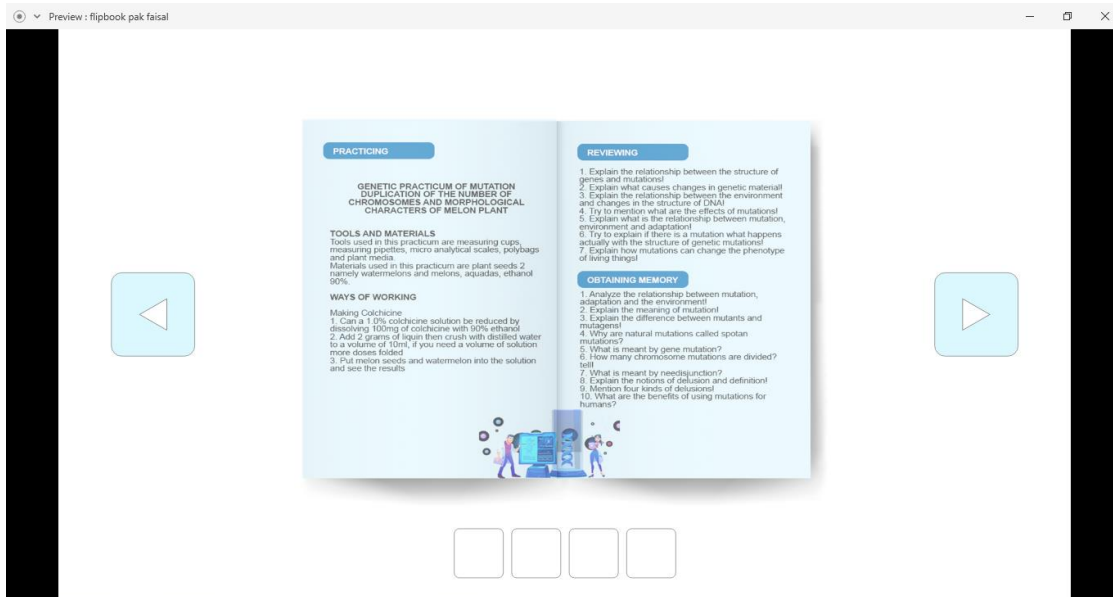 Preview : flipbook pak faisal
PRACTICING
GENETIC PRACTICUM OF MUTATION
DUPLICATION OF THE NUMBER OF
CHROMOSOMES AND MORPHOLOGICAL
CHARACTERS OF MELON PLANT
TOOLS AND MATERIALS
Tools used in this practicum are measuring cups,
measuring pipettes, micro analytical scales, polybags
and plant media.
Materials used in this practicum are plant seeds 2
namely watermelons and melons, aquadas, ethanol
90%.
WAYS OF WORKING
Making Colchicine
1. Can a 1.0% colchicine solution be reduced by
dissolving 100mg of colchicine with 90% ethanol
2. Add 2 grams of liquin then crush with distilled water
to a volume of 10ml, if you need a volume of solution
more doses folded
3. Put melon seeds and watermelon into the solution
and see the results
REVIEWING
1. Explain the relationship between the structure of
genes and mutations!
2. Explain what causes changes in genetic material!
3. Explain the relationship between the environment
and changes in the structure of DNA!
4. Try to mention what are the effects of mutations!
5. Explain what is the relationship between mutation,
environment and adaptation!
6. Try to explain if there is a mutation what happens
actually with the structure of genetic mutations!
7. Explain how mutations can change the phenotype
of living things!
OBTAINING MEMORY
1. Analyze the relationship between mutation,
adaptation and the environment!
2. Explain the meaning of mutation!
3. Explain the difference between mutants and
mutagens!
4. Why are natural mutations called spotan
mutations?
5. What is meant by gene mutation?
6. How many chromosome mutations are divided?
tell!
7. What is meant by needisjunction?
8. Explain the notions of delusion and definition!
9. Mention four kinds of delusions!
10. What are the benefits of using mutations for
humans?